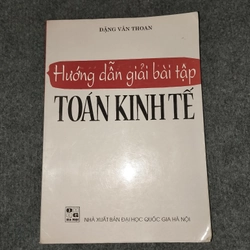 ĐẶNG VĂN THOAN
Hướng dẫn giải bài tập
TOÁN KINH TẾ
NHÀ XUẤT BẢN ĐẠI HỌC QUỐC GIA HÀ NỘI